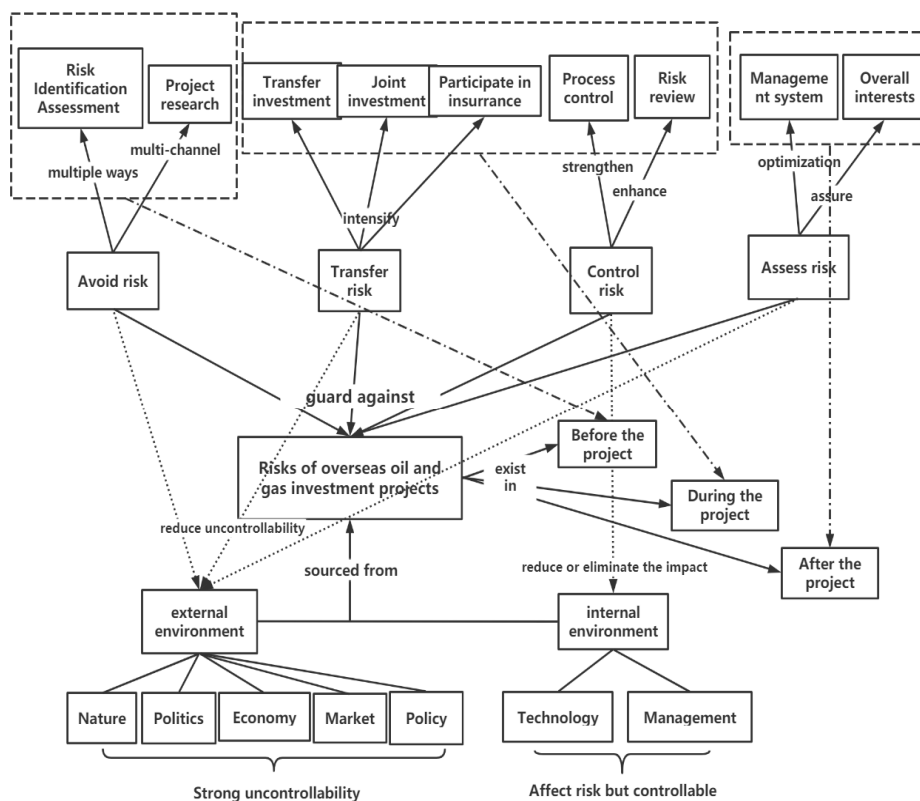 Risk
Identification
Assessment
Project
research
Transfer
investment
Joint
investment
Participate in
insurrance
Process
control
Risk
review
Manageme
nt system
Overall
interests
multiple ways
multi-channel
intensify
strengthen
enhance
optimization
assure
Avoid risk
Transfer
risk
Control
risk
Assess risk
guard against
Risks of overseas oil and
gas investment projects
exist
in
Before the
project
During the
project
After the
project
reduce uncontrollability
sourced from
reduce or eliminate the impact
external
environment
internal
environment
Nature
Politics
Economy
Market
Policy
Technology
Management
Strong uncontrollability
Affect risk but controllable